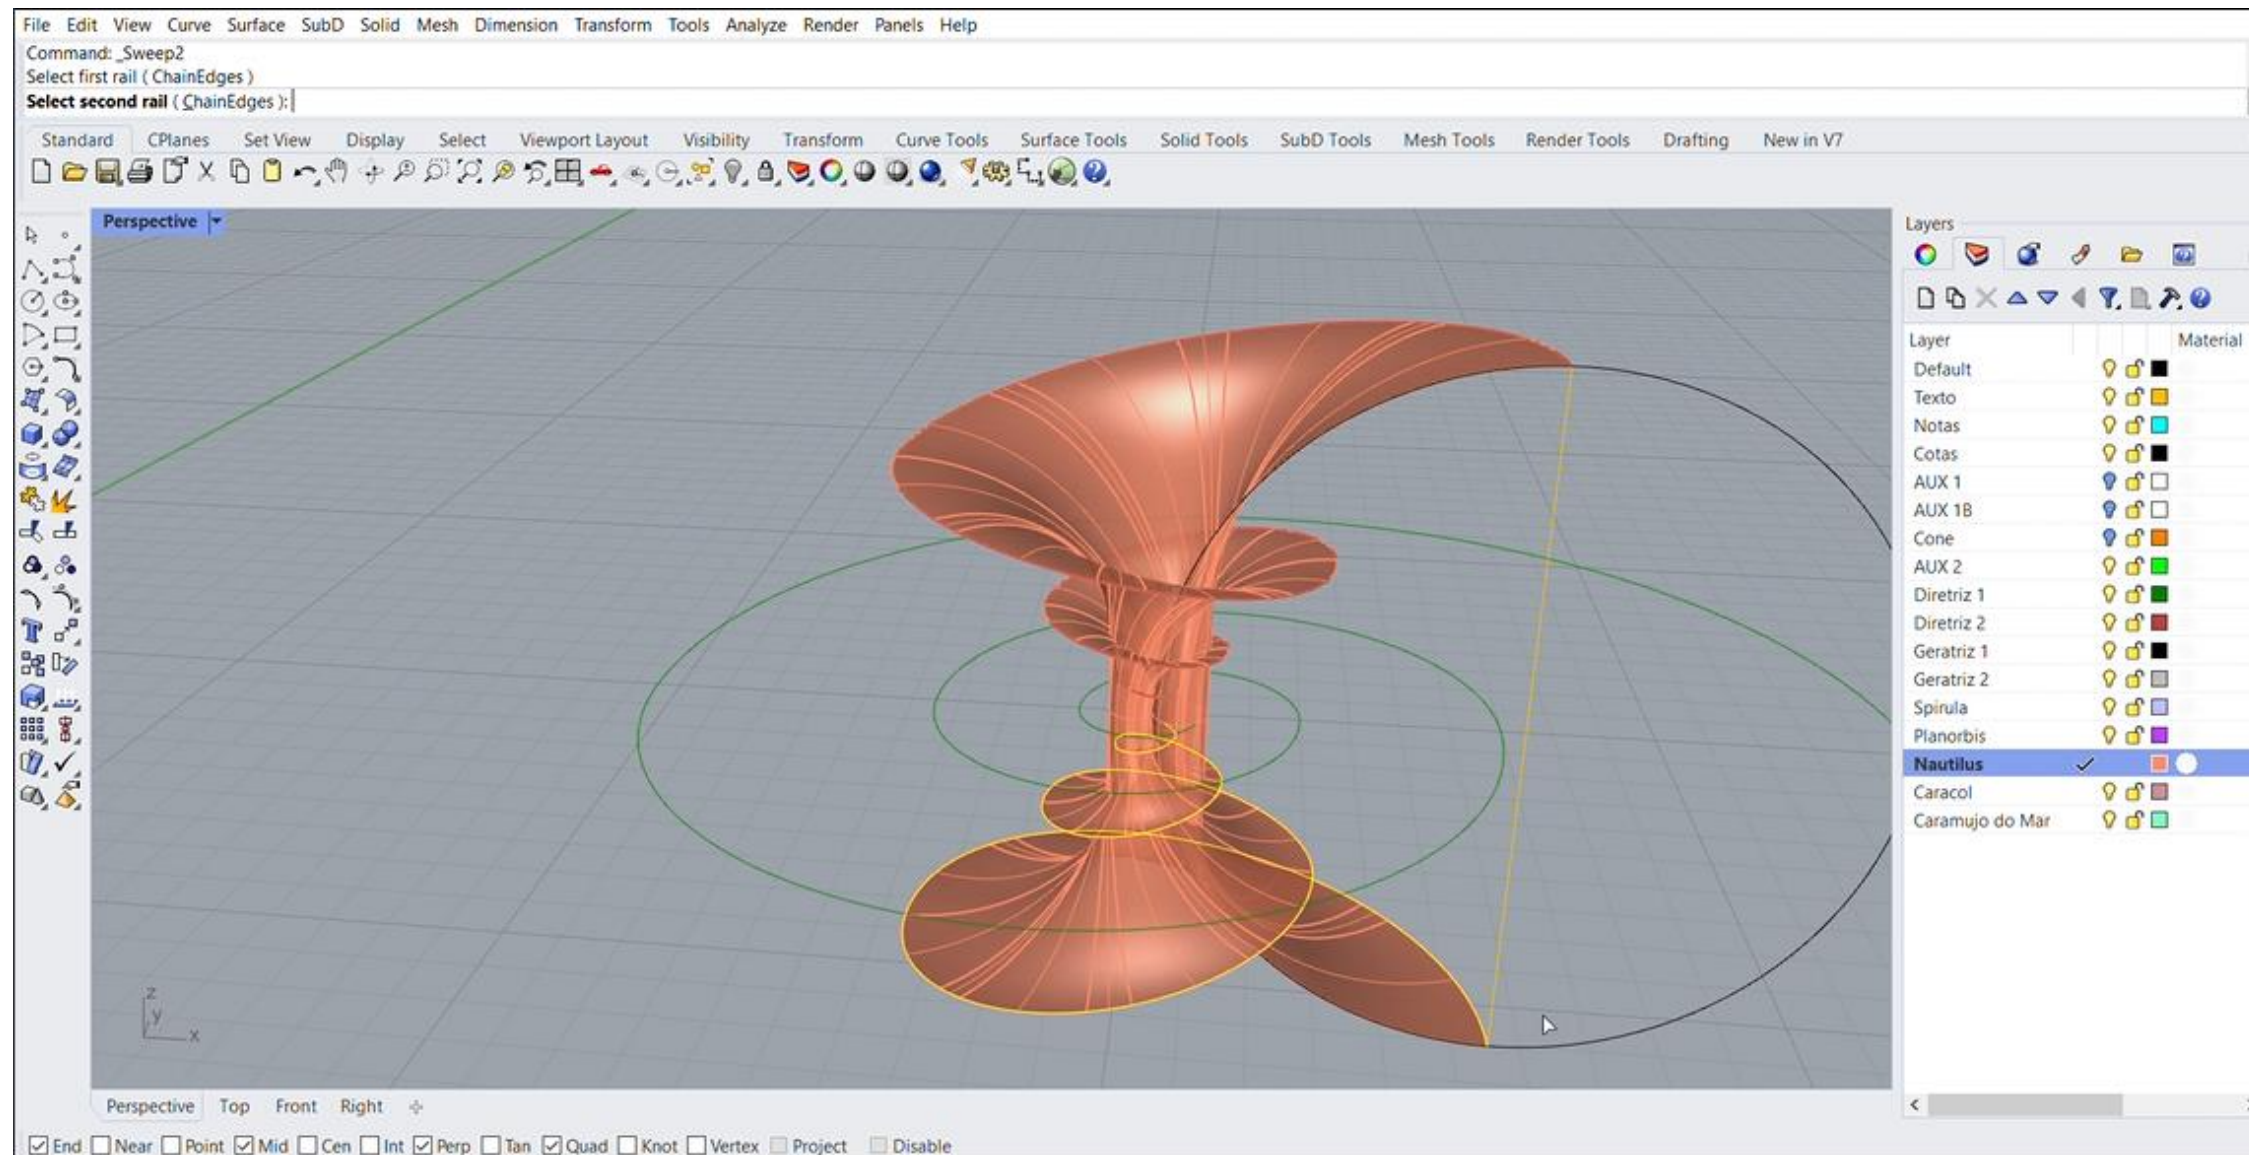 File Edit View Curve Surface SubD Solid Mesh Dimension Transform Tools Analyze Render Panels Help
Command: _Sweep2
Select first rail ( ChainEdges )
Select second rail ( ChainEdges ):
Standard CPlanes Set View Display Select Viewport Layout Visibility Transform Curve Tools Surface Tools Solid Tools SubD Tools Mesh Tools Render Tools Drafting New in V7
Perspective
Layers
Layer Material
Default
Texto
Notas
Cotas
AUX 1
AUX 1B
Cone
AUX 2
Diretriz 1
Diretriz 2
Geratriz 1
Geratriz 2
Spirula
Planorbis
Nautilus
Caracol
Caramujo do Mar
z
y
x
Perspective Top Front Right
End Near Point Mid Cen Int Perp Tan Quad Knot Vertex Project Disable